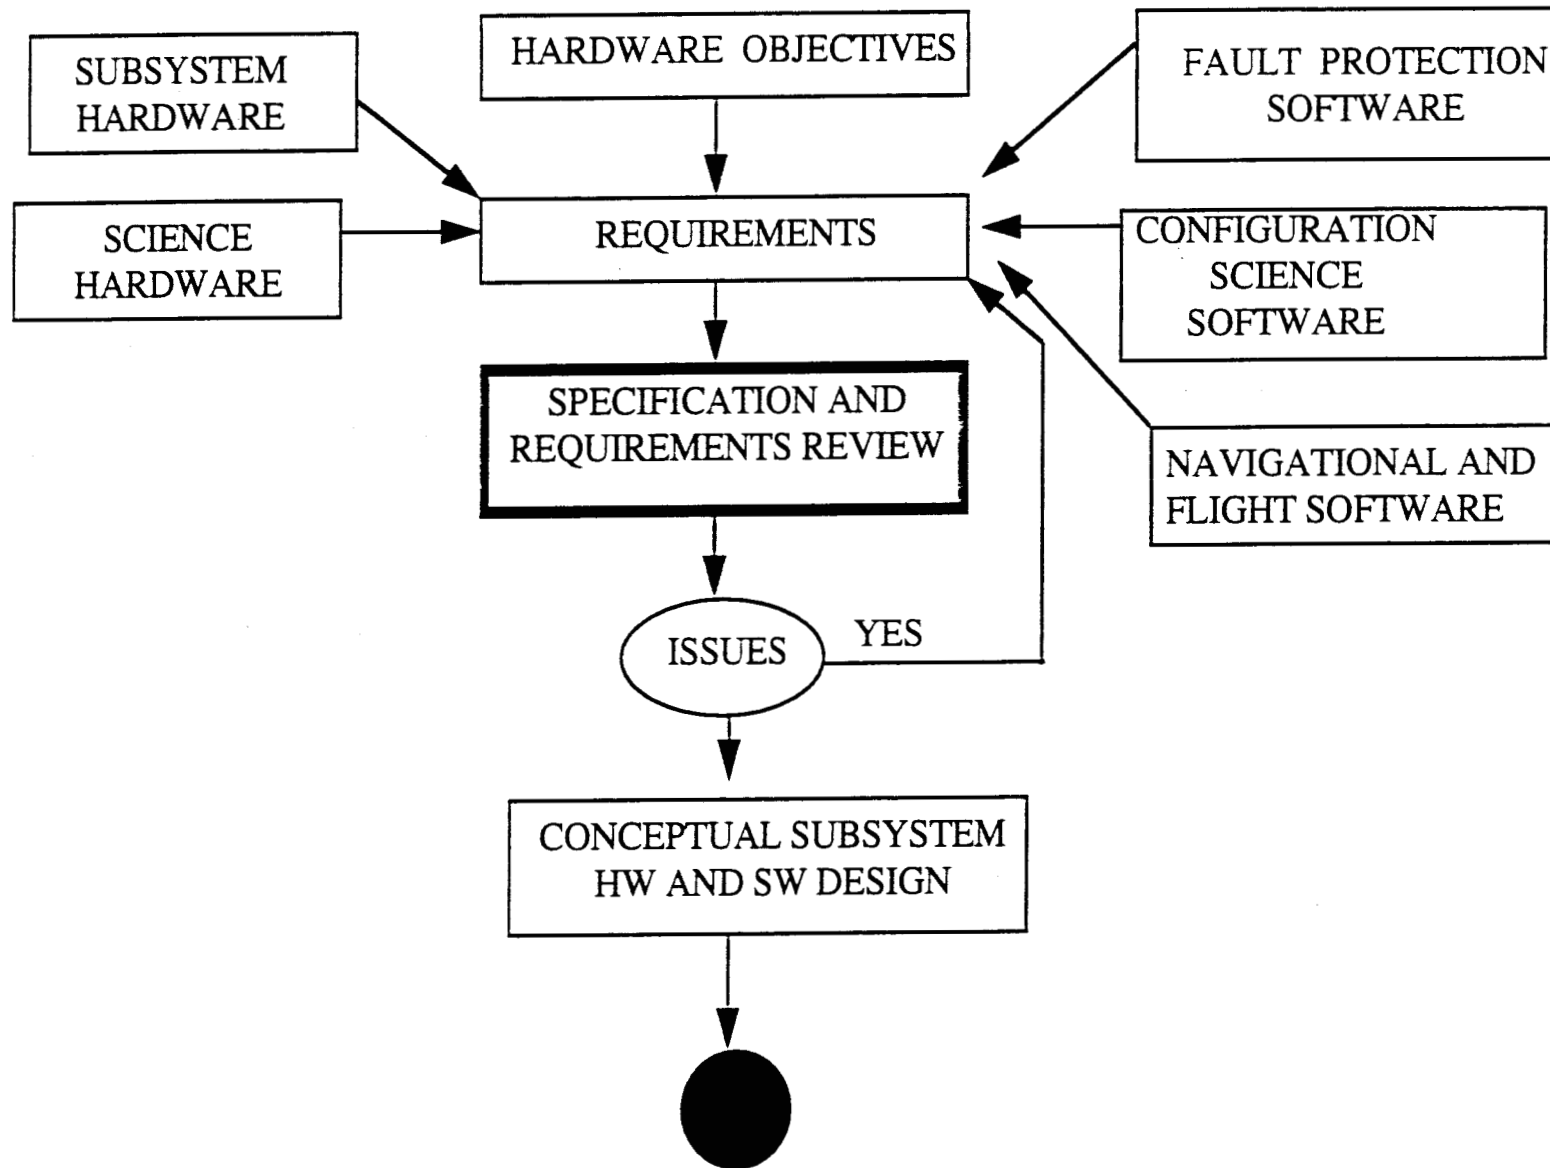 SUBSYSTEM
HARDWARE
HARDWARE OBJECTIVES
FAULT PROTECTION
SOFTWARE
SCIENCE
HARDWARE
REQUIREMENTS
CONFIGURATION
SCIENCE
SOFTWARE
SPECIFICATION AND
REQUIREMENTS REVIEW
NAVIGATIONAL AND
FLIGHT SOFTWARE
ISSUES
YES
CONCEPTUAL SUBSYSTEM
HW AND SW DESIGN